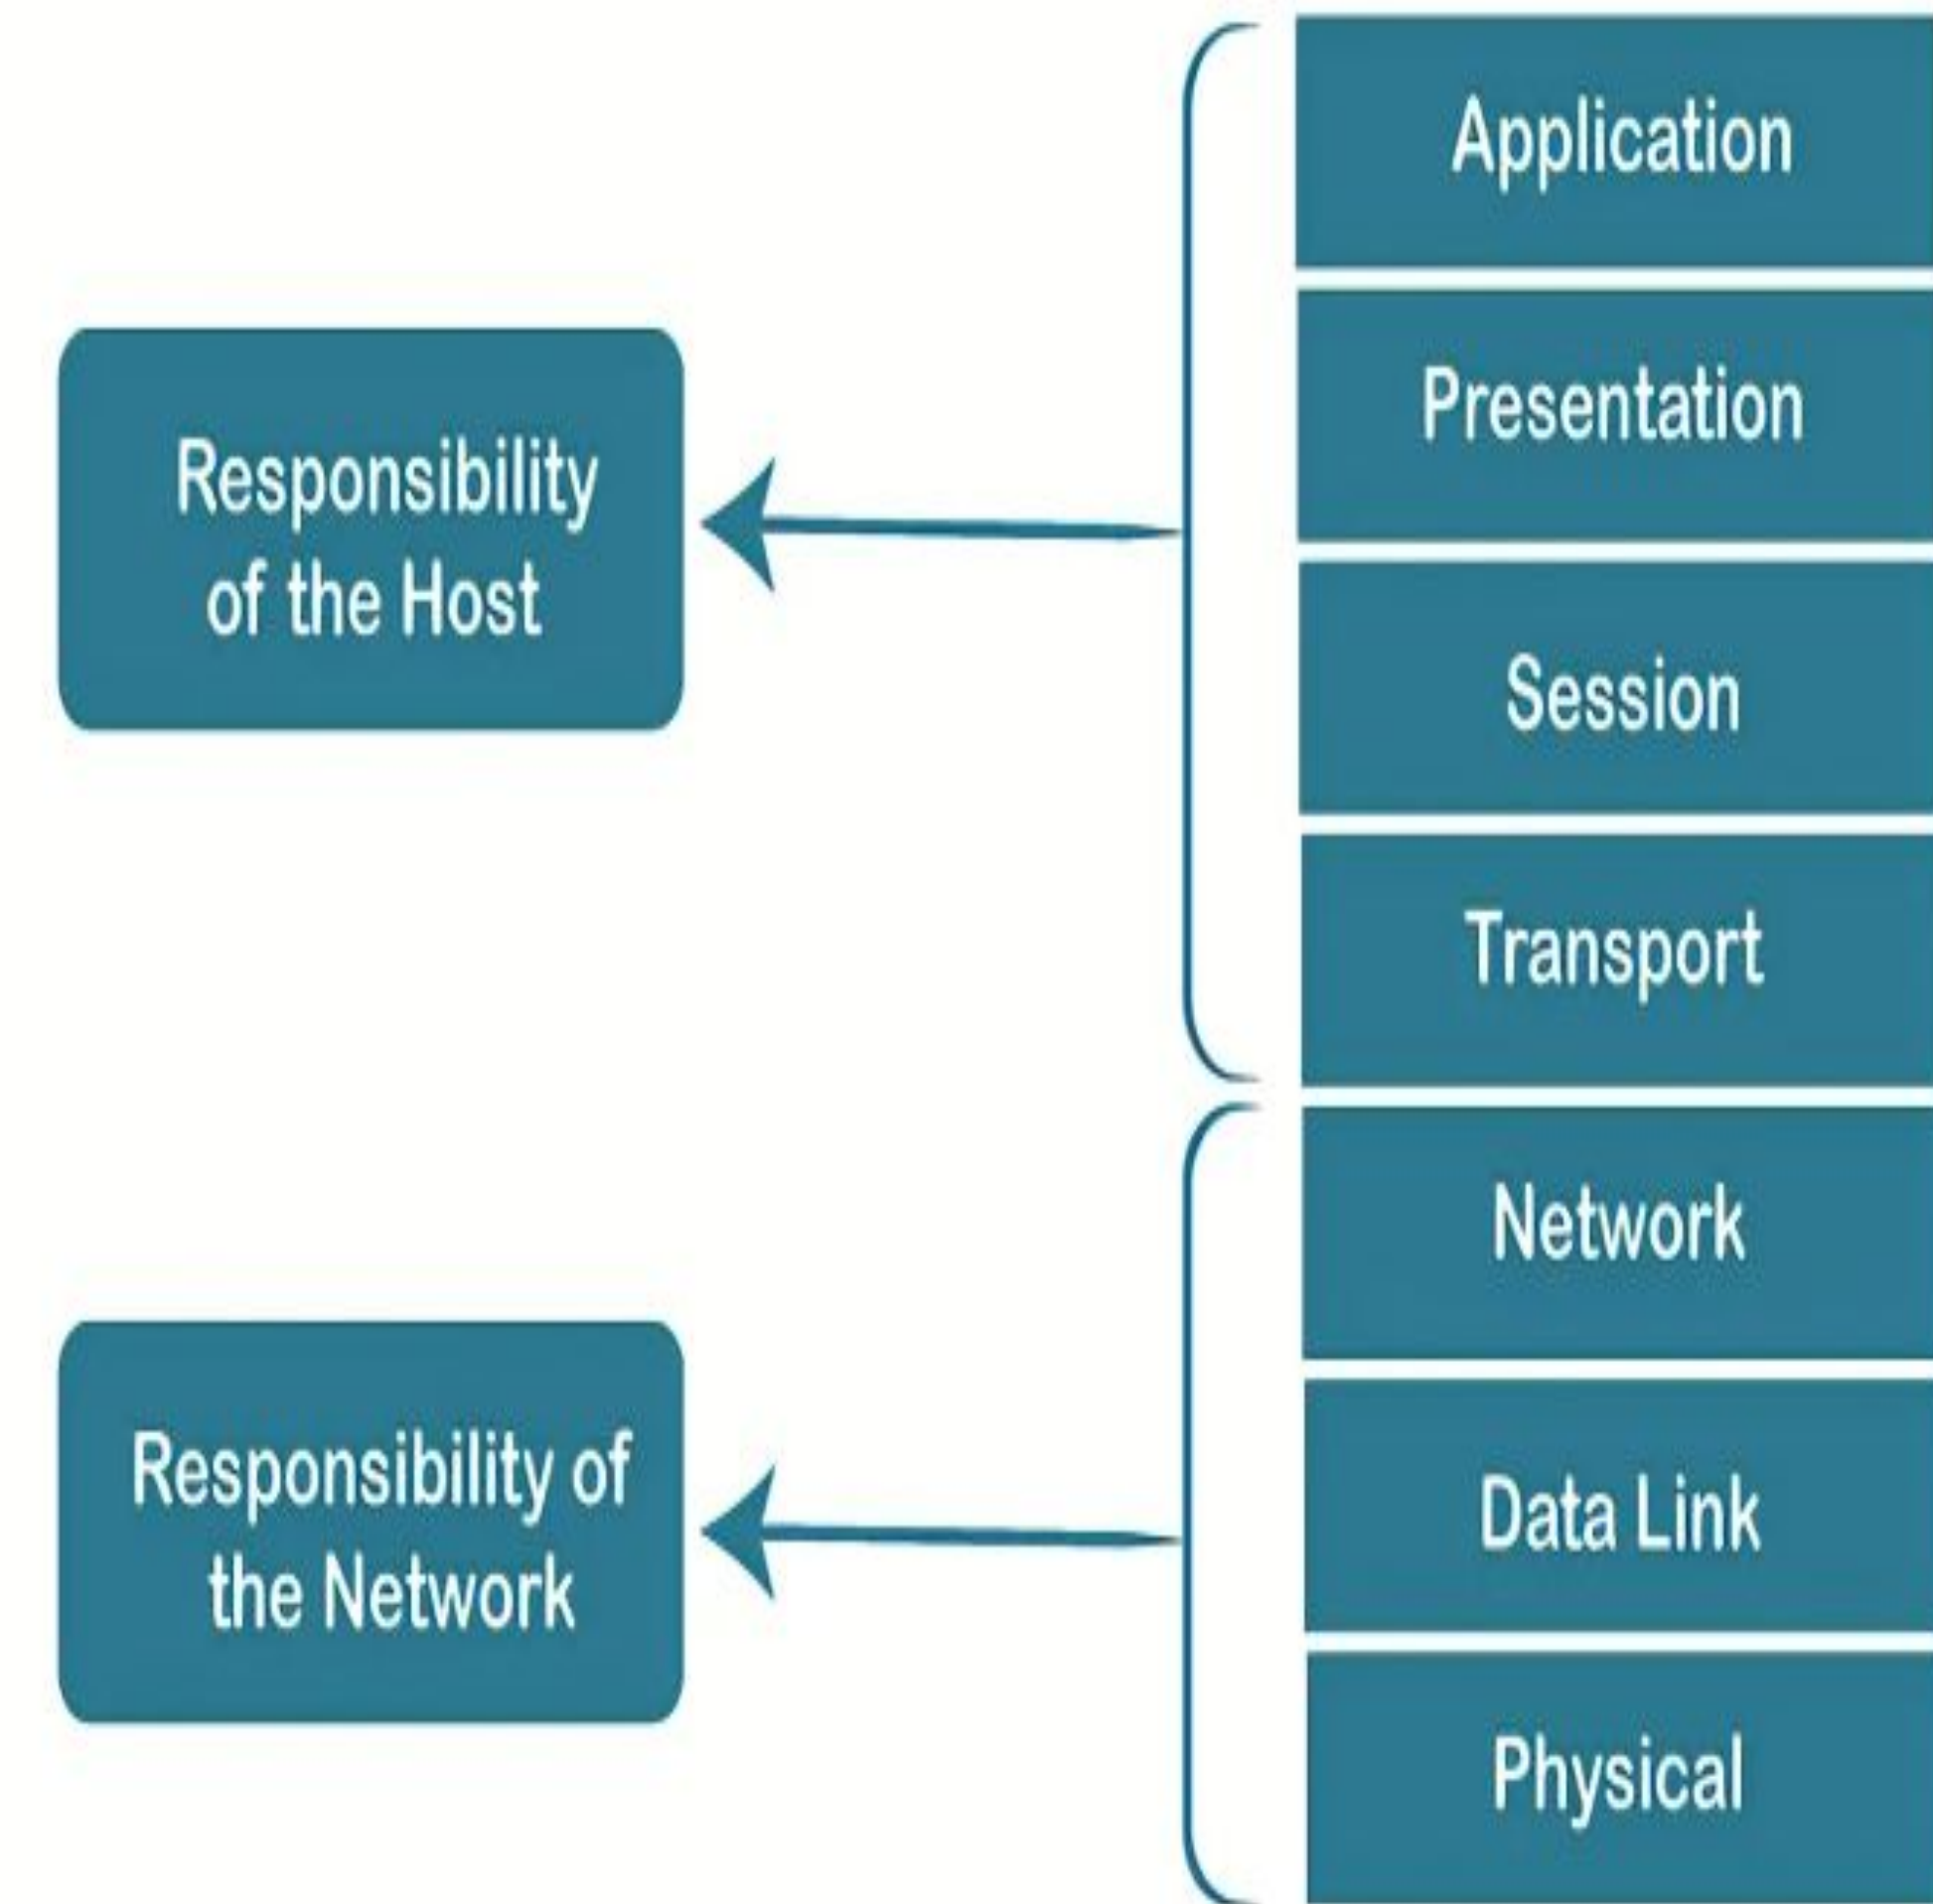 Application
Presentation
Responsibility
of the Host
Session
Transport
Network
Responsibility of
the Network
Data Link
Physical